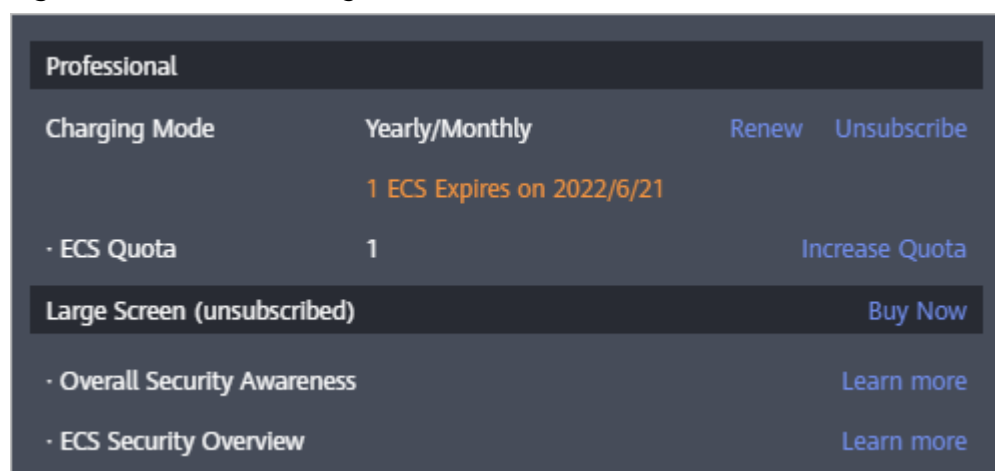 Professional
Charging Mode Yearly/Monthly Renew Unsubscribe
1 ECS Expires on 2022/6/21
· ECS Quota 1 Increase Quota
Large Screen (unsubscribed) Buy Now
· Overall Security Awareness Learn more
· ECS Security Overview Learn more